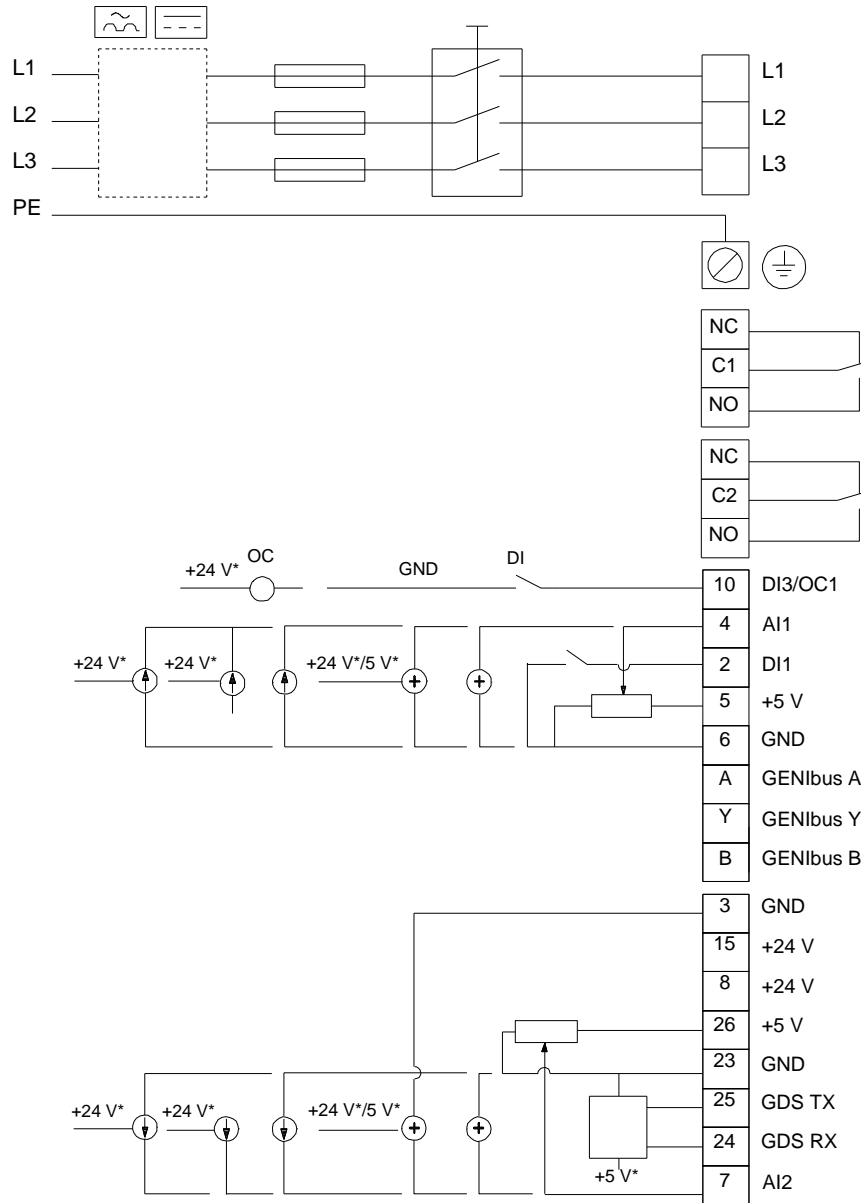 L1 L1
L2 L2
L3 L3
PE
NC
C1
NO
NC
C2
NO
+24 V* OC GND DI 10 DI3/OC1
4 AI1
+24 V* +24 V* +24 V*/5 V* + + 2 DI1
5 +5 V
6 GND
A GENIbus A
Y GENIbus Y
B GENIbus B
3 GND
15 +24 V
8 +24 V
26 +5 V
23 GND
+24 V* +24 V* +24 V*/5 V* + + 25 GDS TX
24 GDS RX
+5 V* 7 AI2